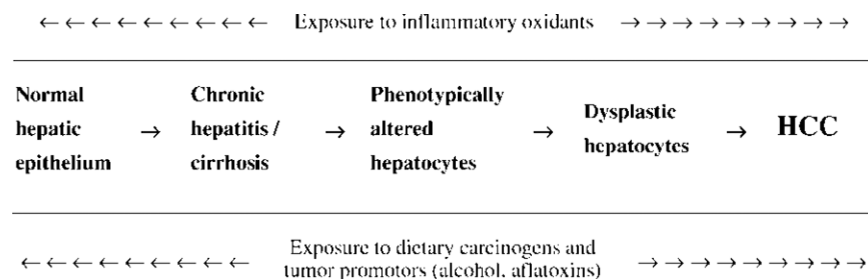 ← ← ← ← ← ← ← ← ← Exposure to inflammatory oxidants → → → → → → → → →
Normal hepatic epithelium → Chronic hepatitis / cirrhosis → Phenotypically altered hepatocytes → Dysplastic hepatocytes → HCC
← ← ← ← ← ← ← ← ← Exposure to dietary carcinogens and → → → → → → → → →
tumor promotors (alcohol, aflatoxins)